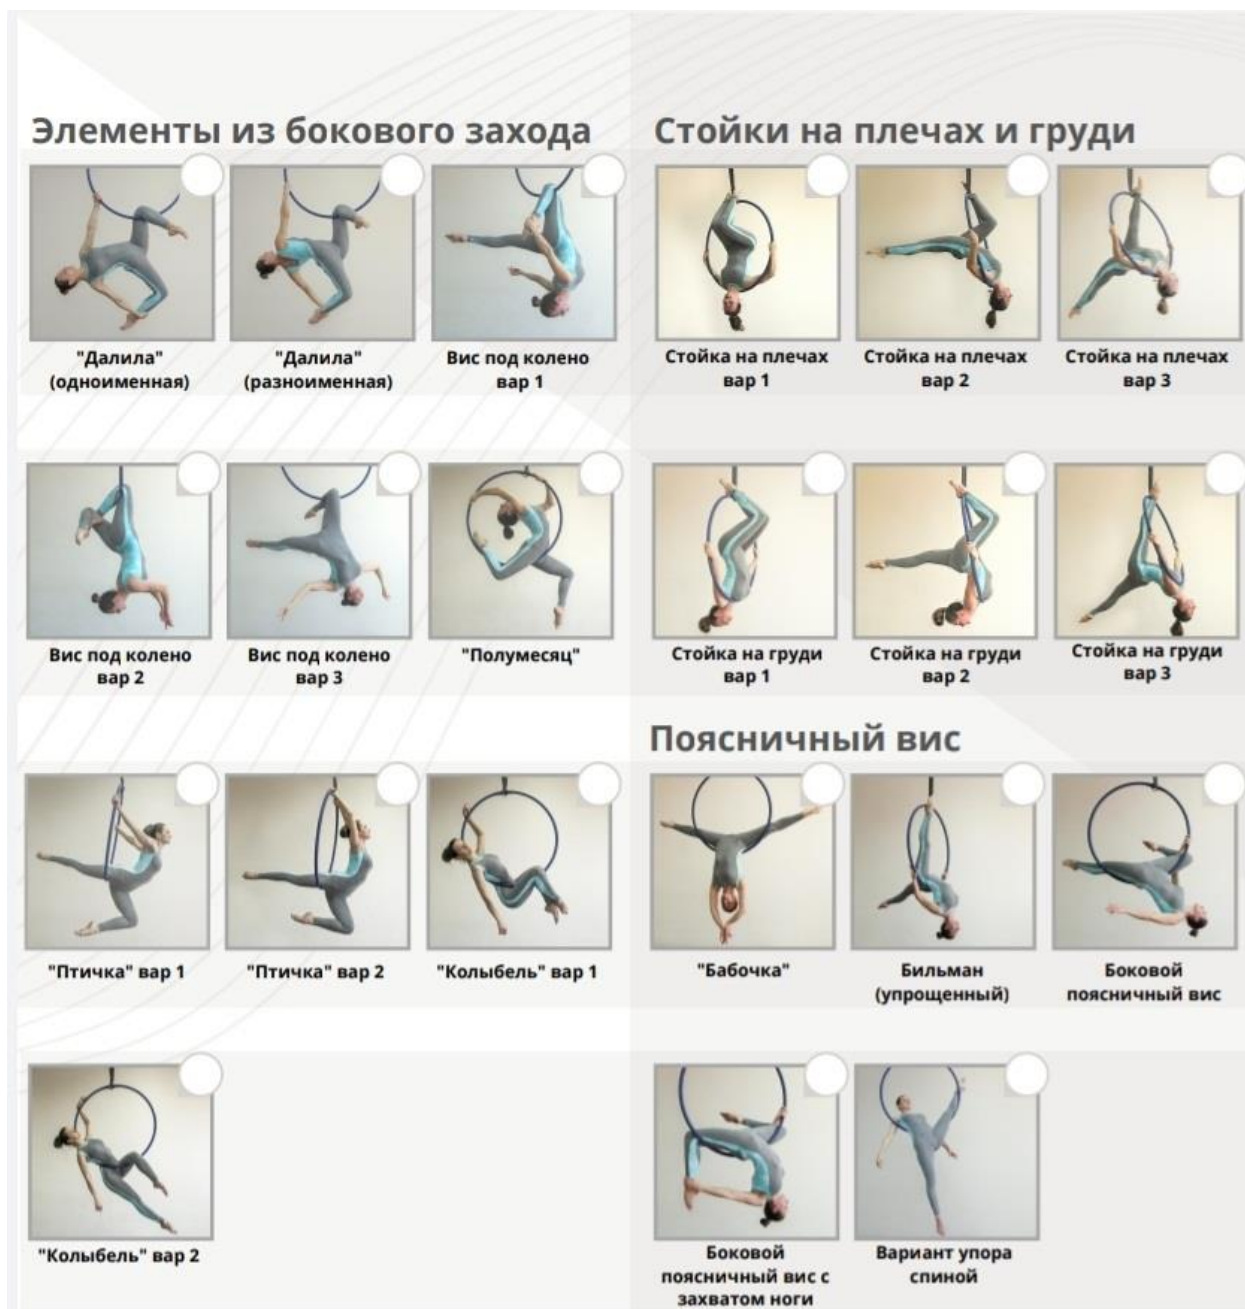 Элементы из бокового захода
"Далила"
(одноименная)
"Далила"
(разноименная)
Вис под колено
вар 1
Вис под колено
вар 2
Вис под колено
вар 3
"Полумесяц"
"Птичка" вар 1
"Птичка" вар 2
"Колыбель" вар 1
"Колыбель" вар 2
Стойки на плечах и груди
Стойка на плечах
вар 1
Стойка на плечах
вар 2
Стойка на плечах
вар 3
Стойка на груди
вар 1
Стойка на груди
вар 2
Стойка на груди
вар 3
Поясничный вис
"Бабочка"
Бильман
(упрощенный)
Боковой
поясничный вис
Боковой
поясничный вис с
захватом ноги
Вариант упора
спиной